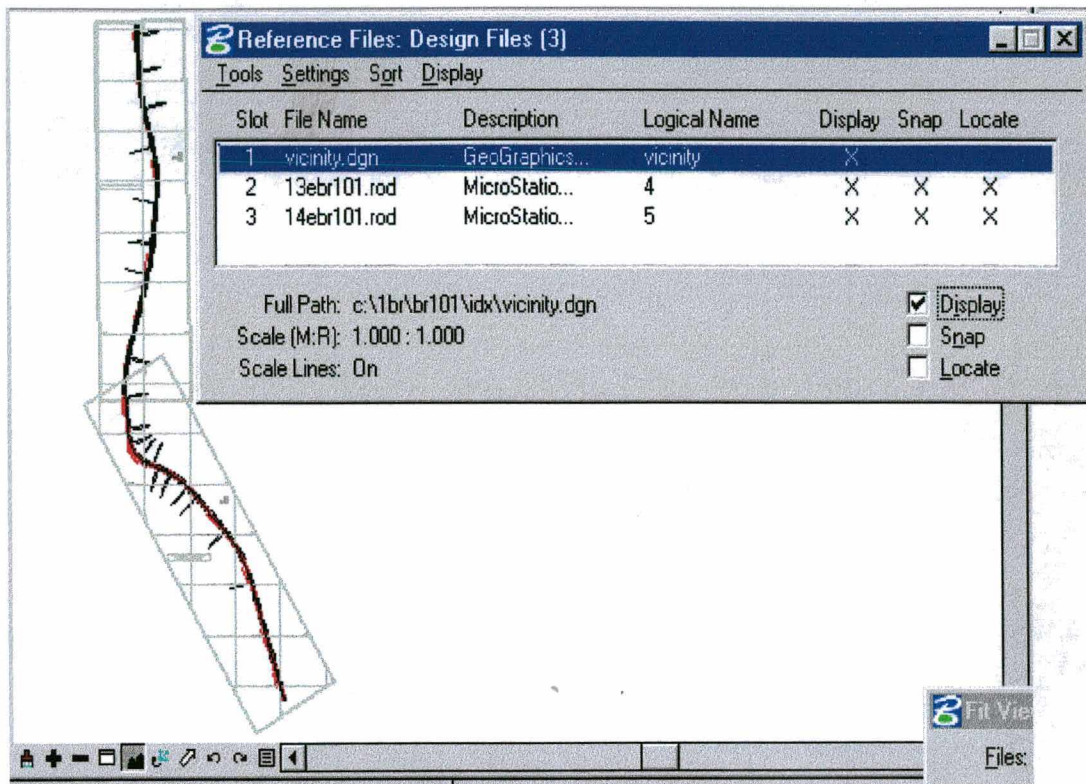 Reference Files: Design Files (3)
Tools Settings Sort Display
Slot File Name Description Logical Name Display Snap Locate
1 vicinity.dgn GeoGraphics... vicinity X
2 13ebr101.rod MicroStatio... 4 X X X
3 14ebr101.rod MicroStatio... 5 X X X
Full Path: c:\1br\br101\idx\vicinity.dgn
Display
Scale (M:R): 1.000 : 1.000
Snap
Scale Lines: On
Locate
Fit Vie
Files: